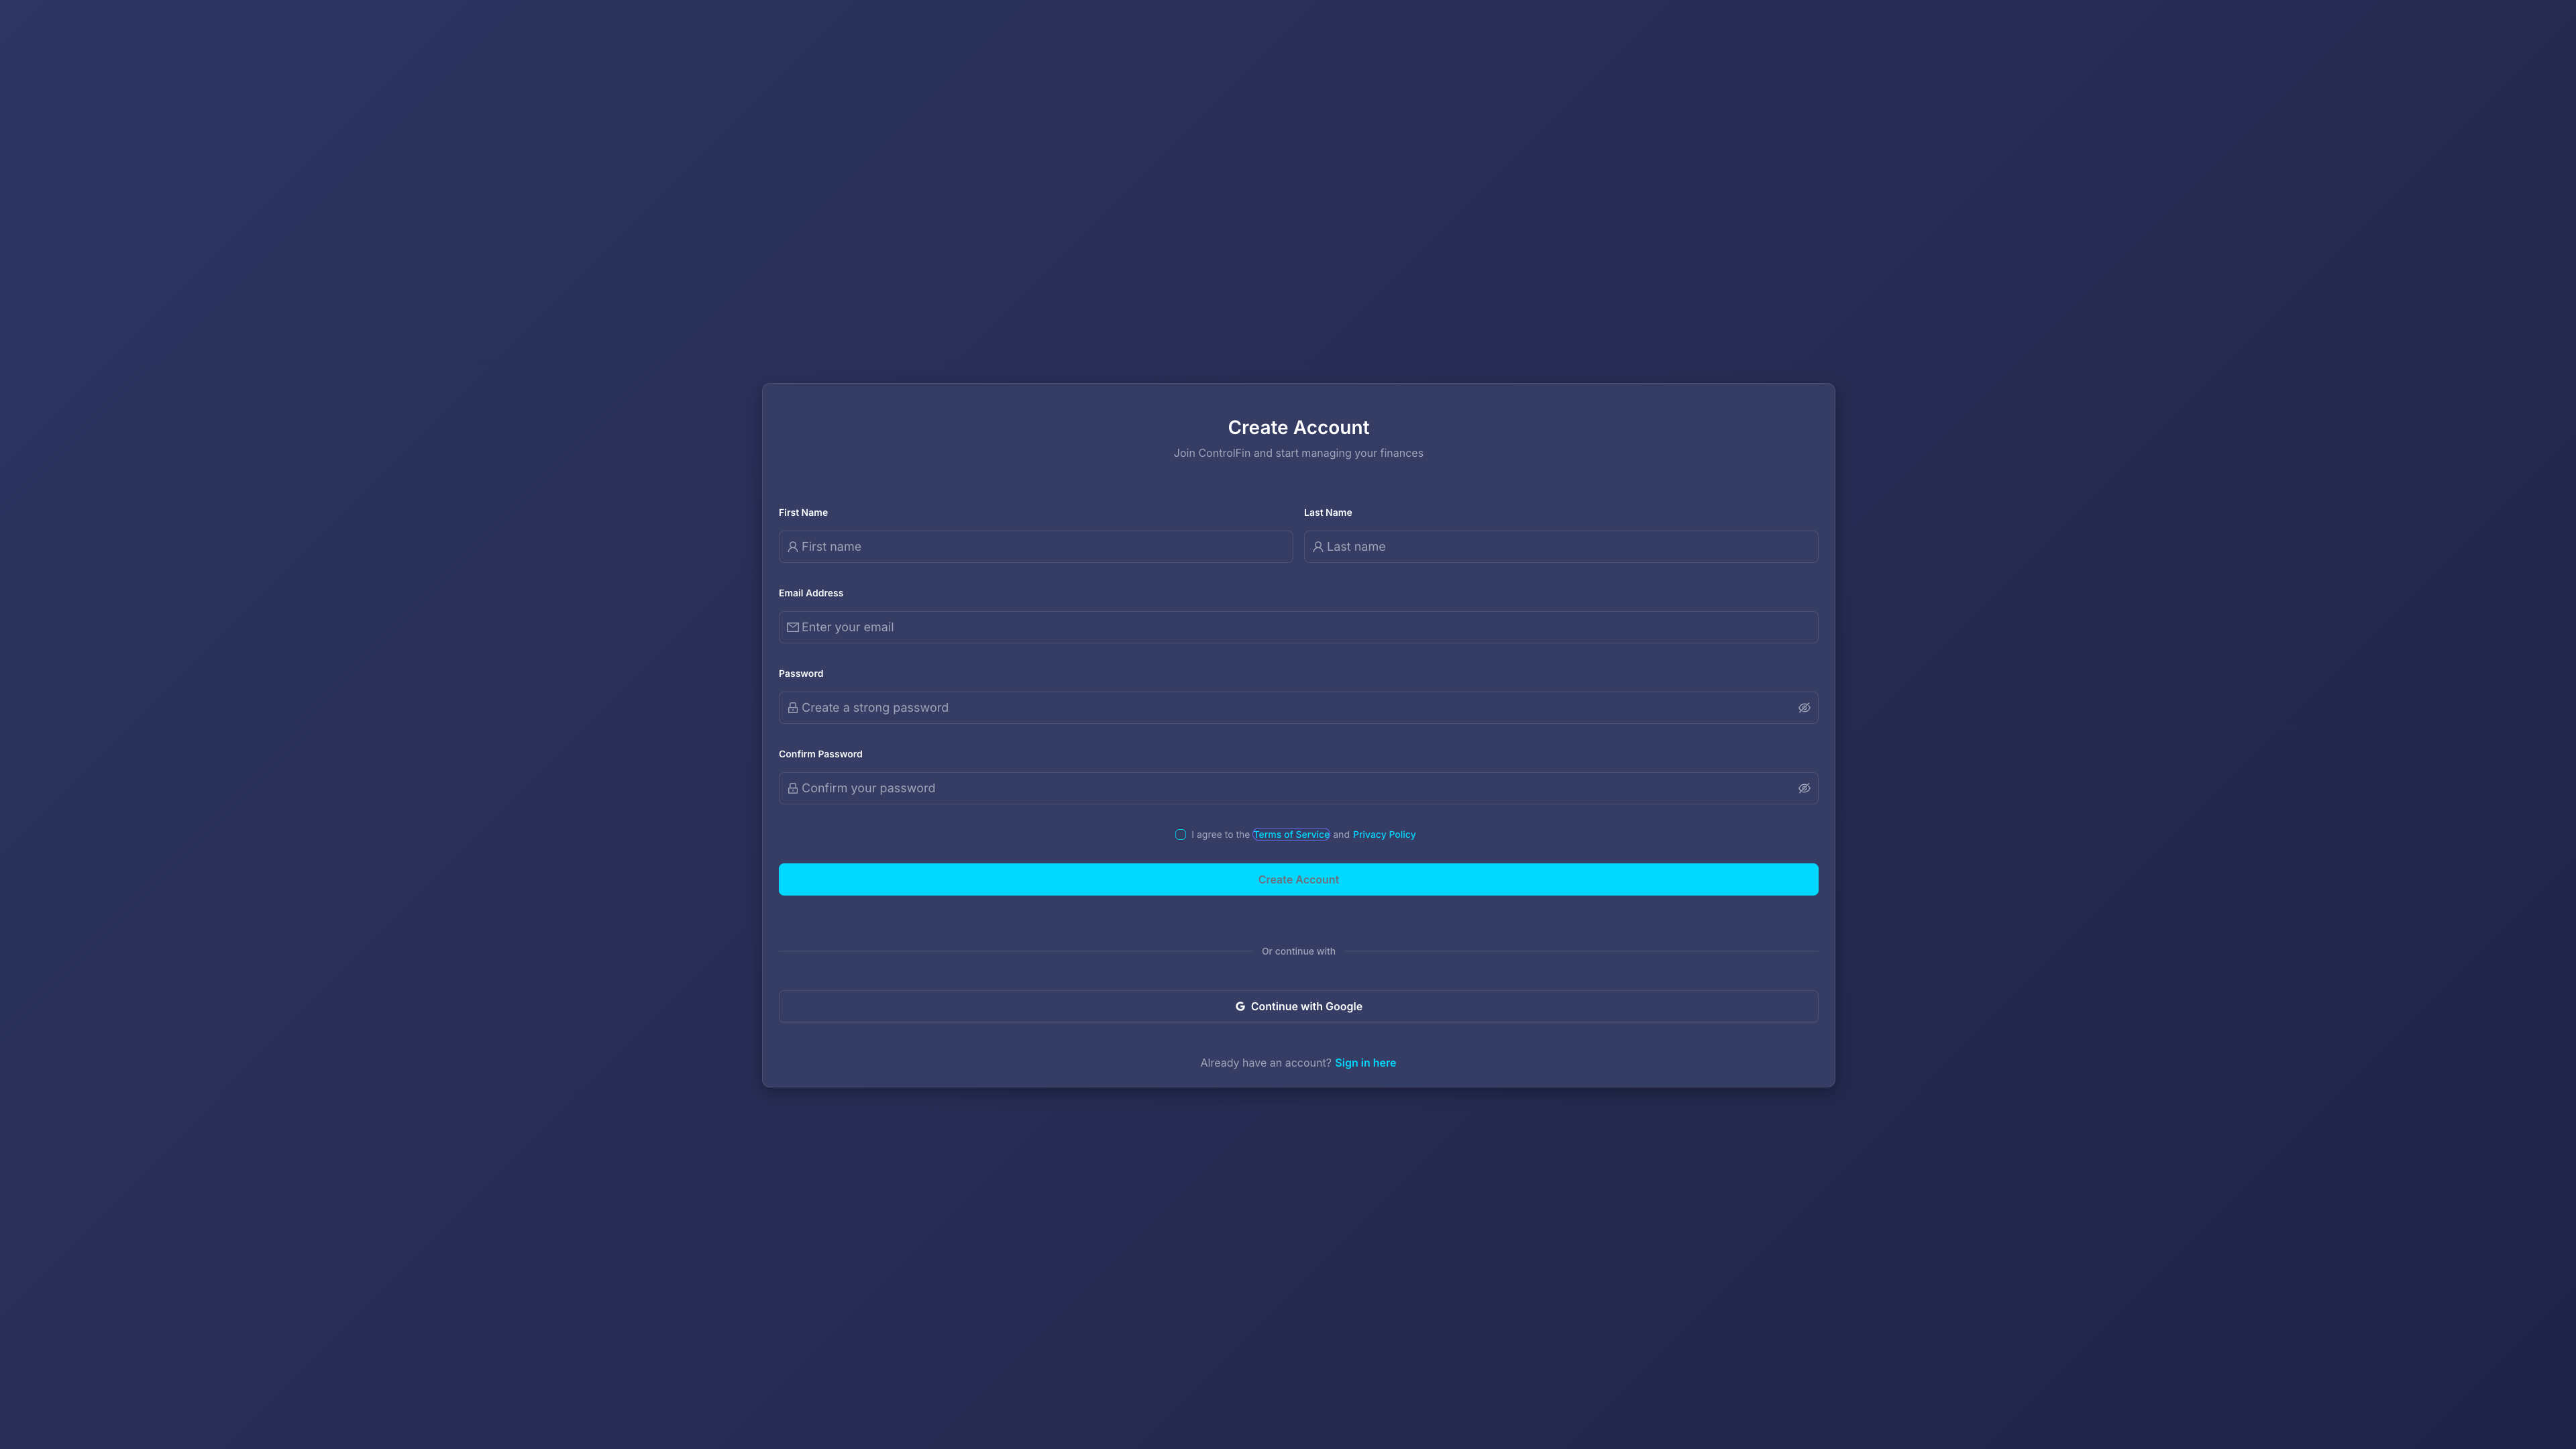 Create Account
Join ControlFin and start managing your finances
First Name
Last Name
First name
Last name
Email Address
Enter your email
Password
Create a strong password
Confirm Password
Confirm your password
I agree to the Terms of Service and Privacy Policy
Create Account
Or continue with
Continue with Google
Already have an account? Sign in here